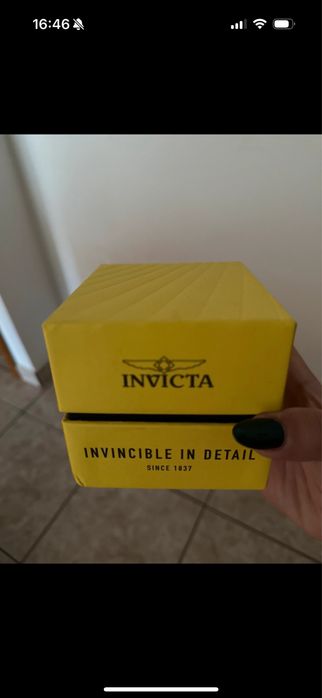 16:46
INVICTA
INVINCIBLE IN DETAIL
SINCE 1837